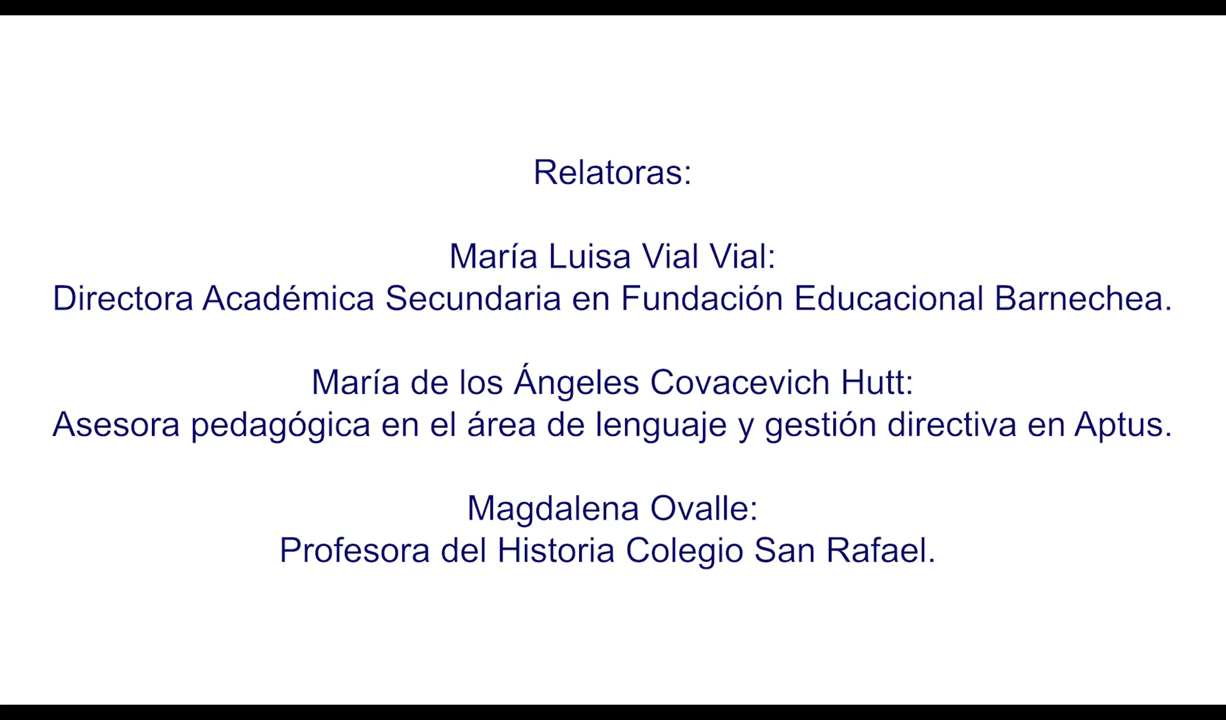 Relatoras:
María Luisa Vial Vial:
Directora Académica Secundaria en Fundación Educacional Barnechea.
María de los Ángeles Covacevich Hutt:
Asesora pedagógica en el área de lenguaje y gestión directiva en Aptus.
Magdalena Ovalle:
Profesora del Historia Colegio San Rafael.